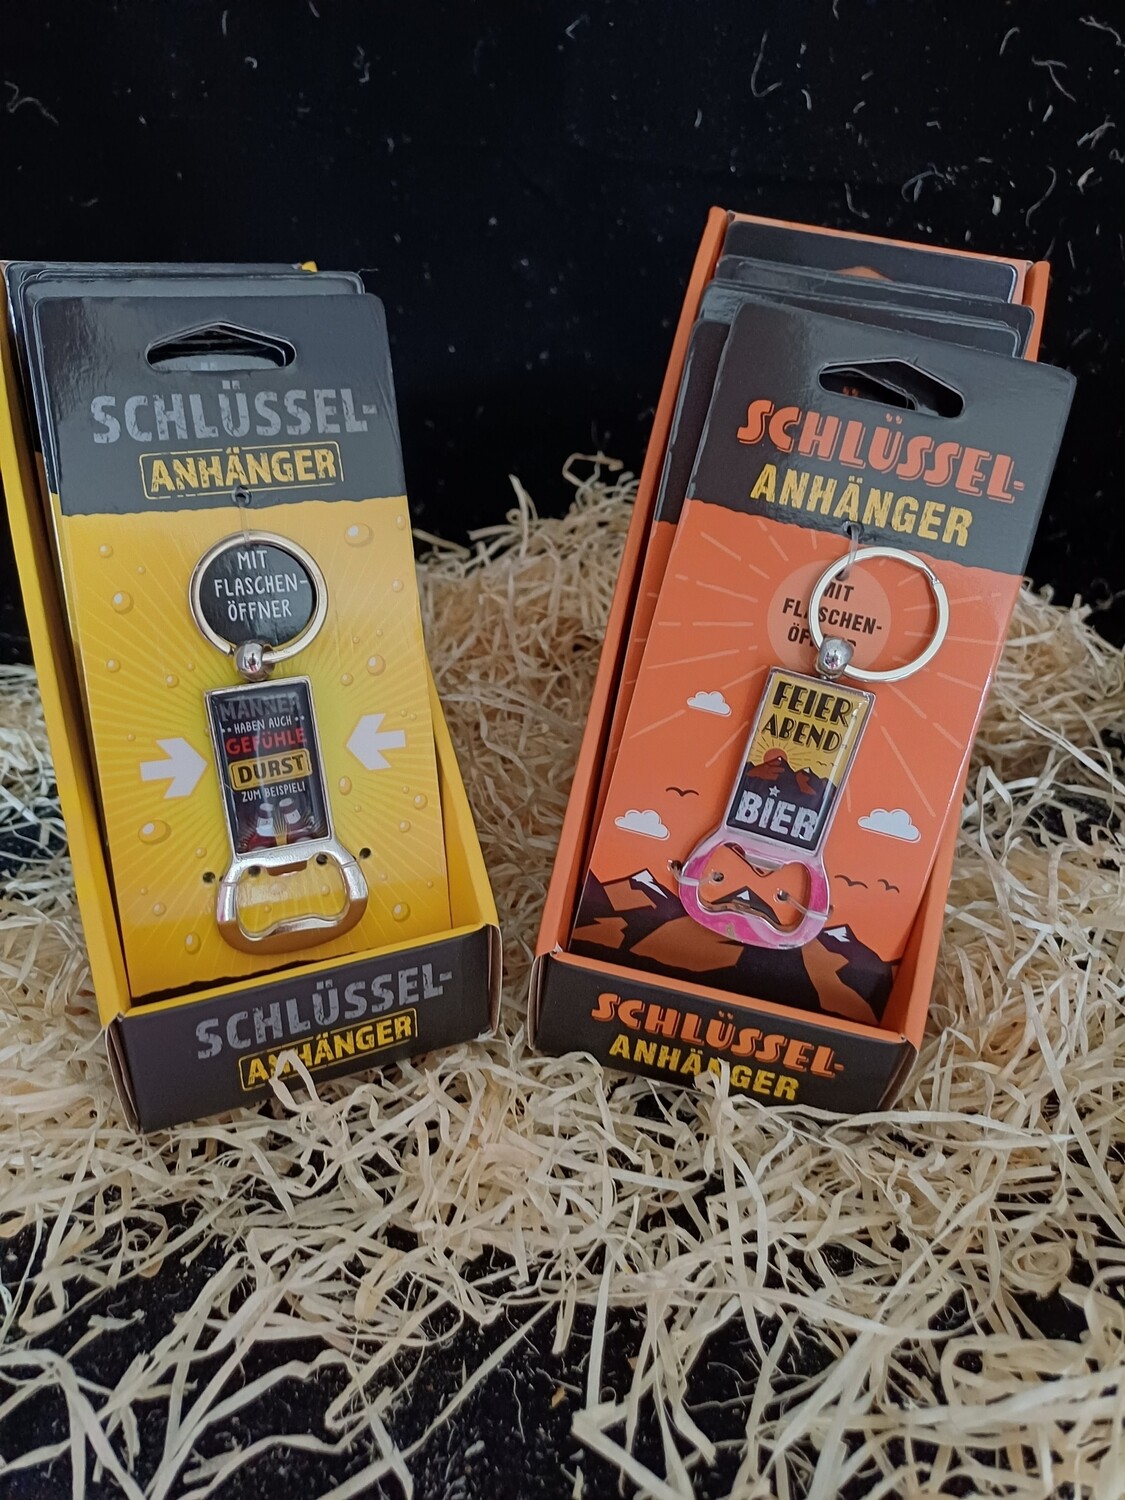 SCHLÜSSEL-
ANHÄNGER
MIT
FLASCHEN-
ÖFFNER
MÄNNER
HABEN AUCH
GEFÜHLE
DURST
ZUM BEISPIEL!
SCHLÜSSEL-
ANHÄNGER
SCHLÜSSEL-
ANHÄNGER
MIT
FLASCHEN-
FEIER
ABEND
BIER
SCHLÜSSEL-
ANHÄNGER